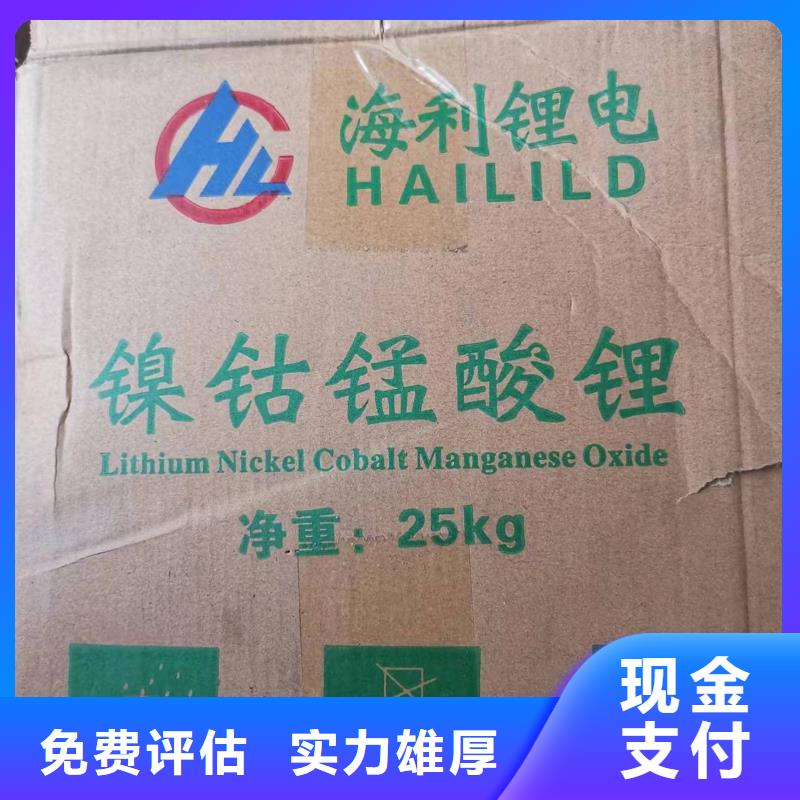 HL
海利锂电
HAILILD
镍钴锰酸锂
Lithium Nickel Cobalt Manganese Oxide
净重：25kg
免费评估 实力雄厚
现金
支付